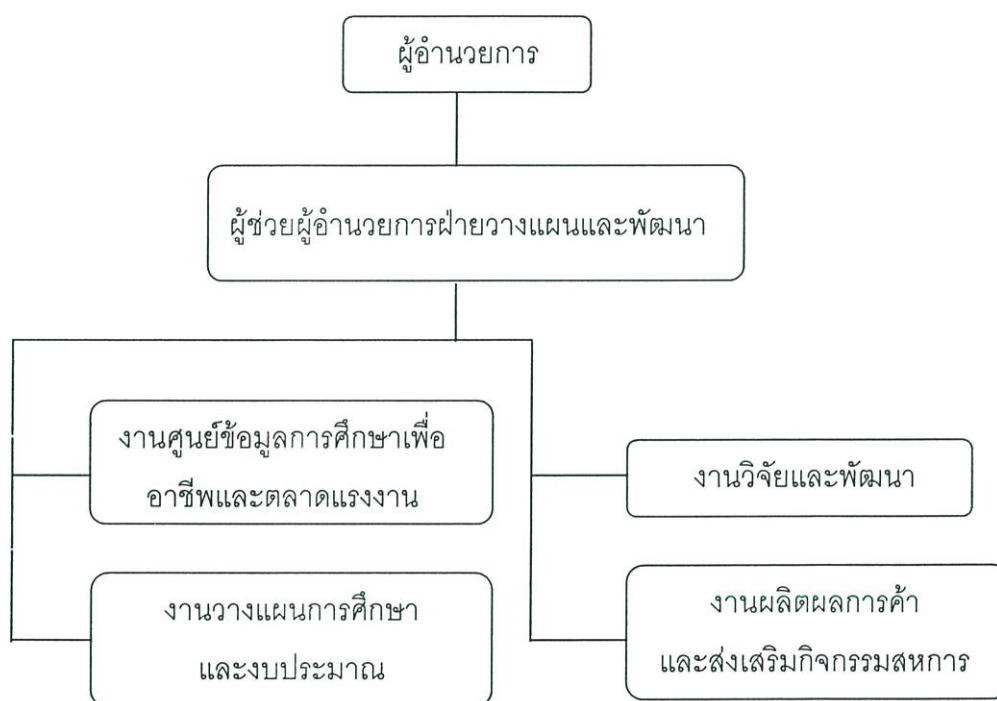 ผู้อำนวยการ
ผู้ช่วยผู้อำนวยการฝ่ายวางแผนและพัฒนา
งานศูนย์ข้อมูลการศึกษาเพื่อ
อาชีพและตลาดแรงงาน
งานวิจัยและพัฒนา
งานวางแผนการศึกษา
และงบประมาณ
งานผลิตผลการค้า
และส่งเสริมกิจกรรมสหการ